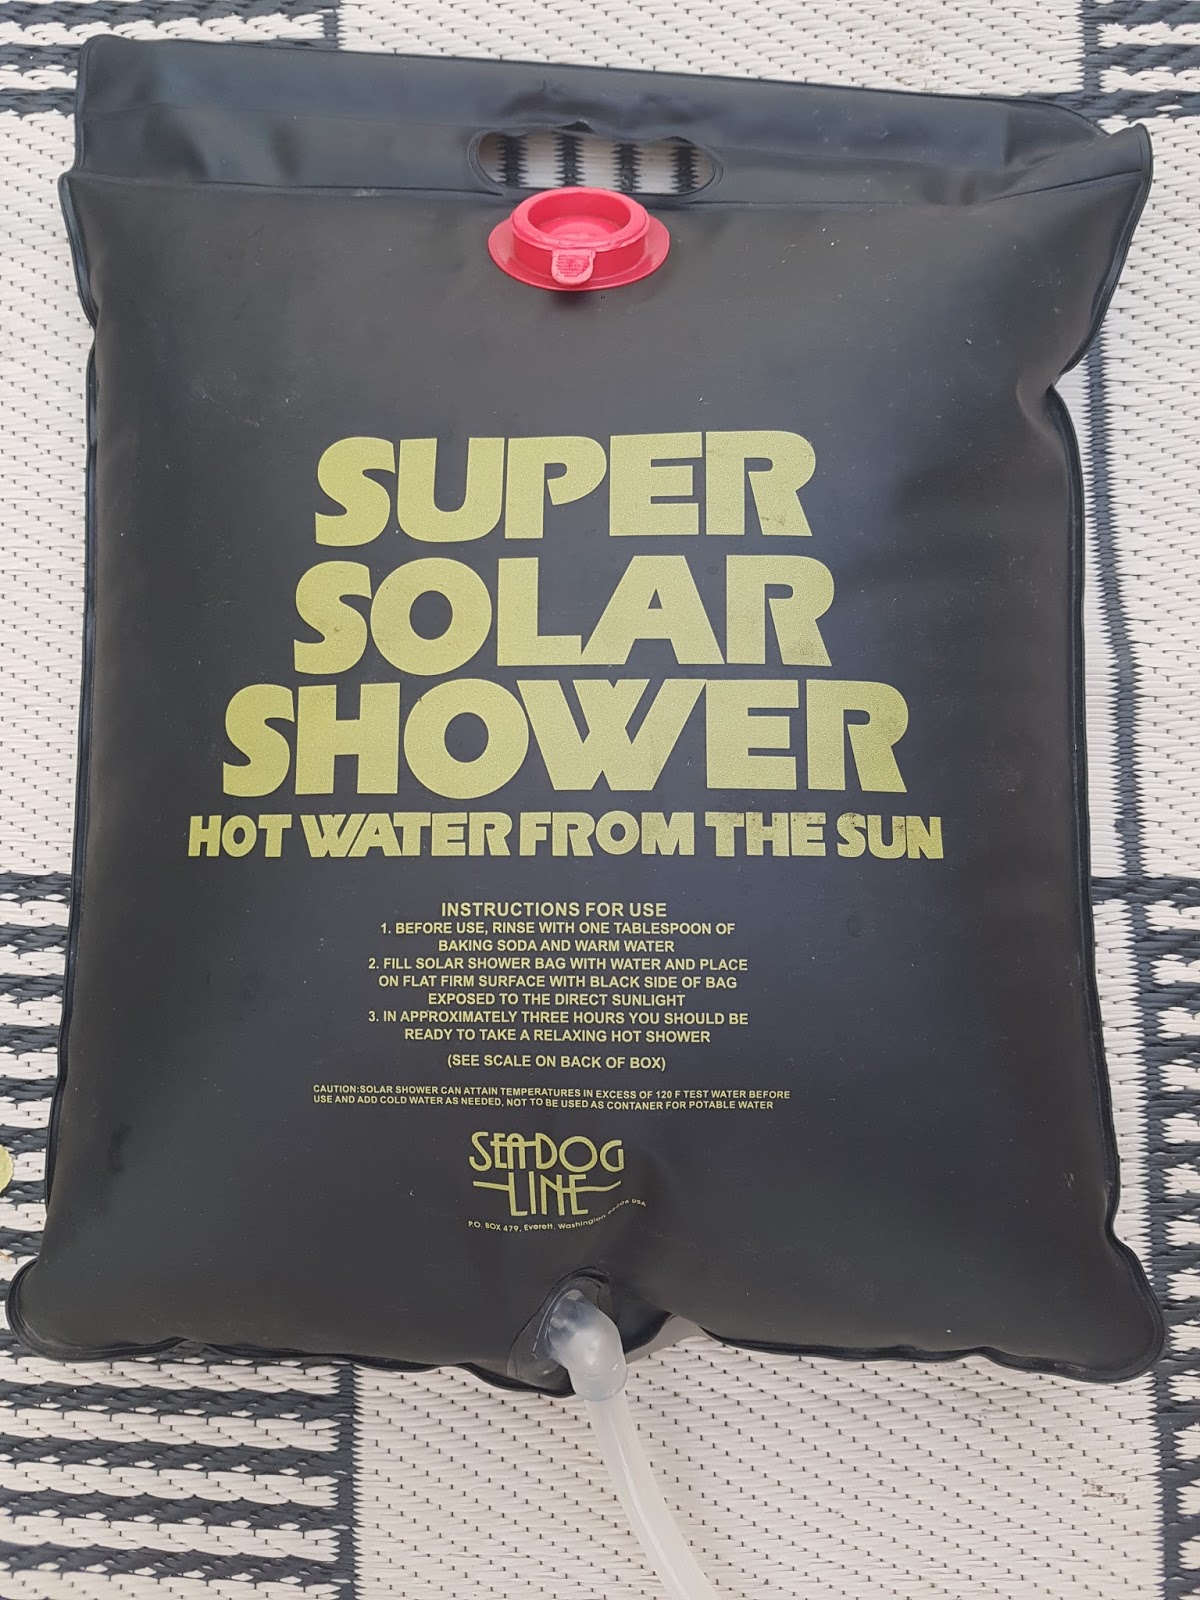 SUPER
SOLAR
SHOWER
HOT WATER FROM THE SUN
INSTRUCTIONS FOR USE
1. BEFORE USE, RINSE WITH ONE TABLESPOON OF
BAKING SODA AND WARM WATER
2. FILL SOLAR SHOWER BAG WITH WATER AND PLACE
ON FLAT FIRM SURFACE WITH BLACK SIDE OF BAG
EXPOSED TO THE DIRECT SUNLIGHT
3. IN APPROXIMATELY THREE HOURS YOU SHOULD BE
READY TO TAKE A RELAXING HOT SHOWER
(SEE SCALE ON BACK OF BOX)
CAUTION:SOLAR SHOWER CAN ATTAIN TEMPERATURES IN EXCESS OF 120 F TEST WATER BEFORE
USE AND ADD COLD WATER AS NEEDED, NOT TO BE USED AS CONTANER FOR POTABLE WATER
SEA-DOG
LINE
P.O. BOX 479, Everett, Washington USA